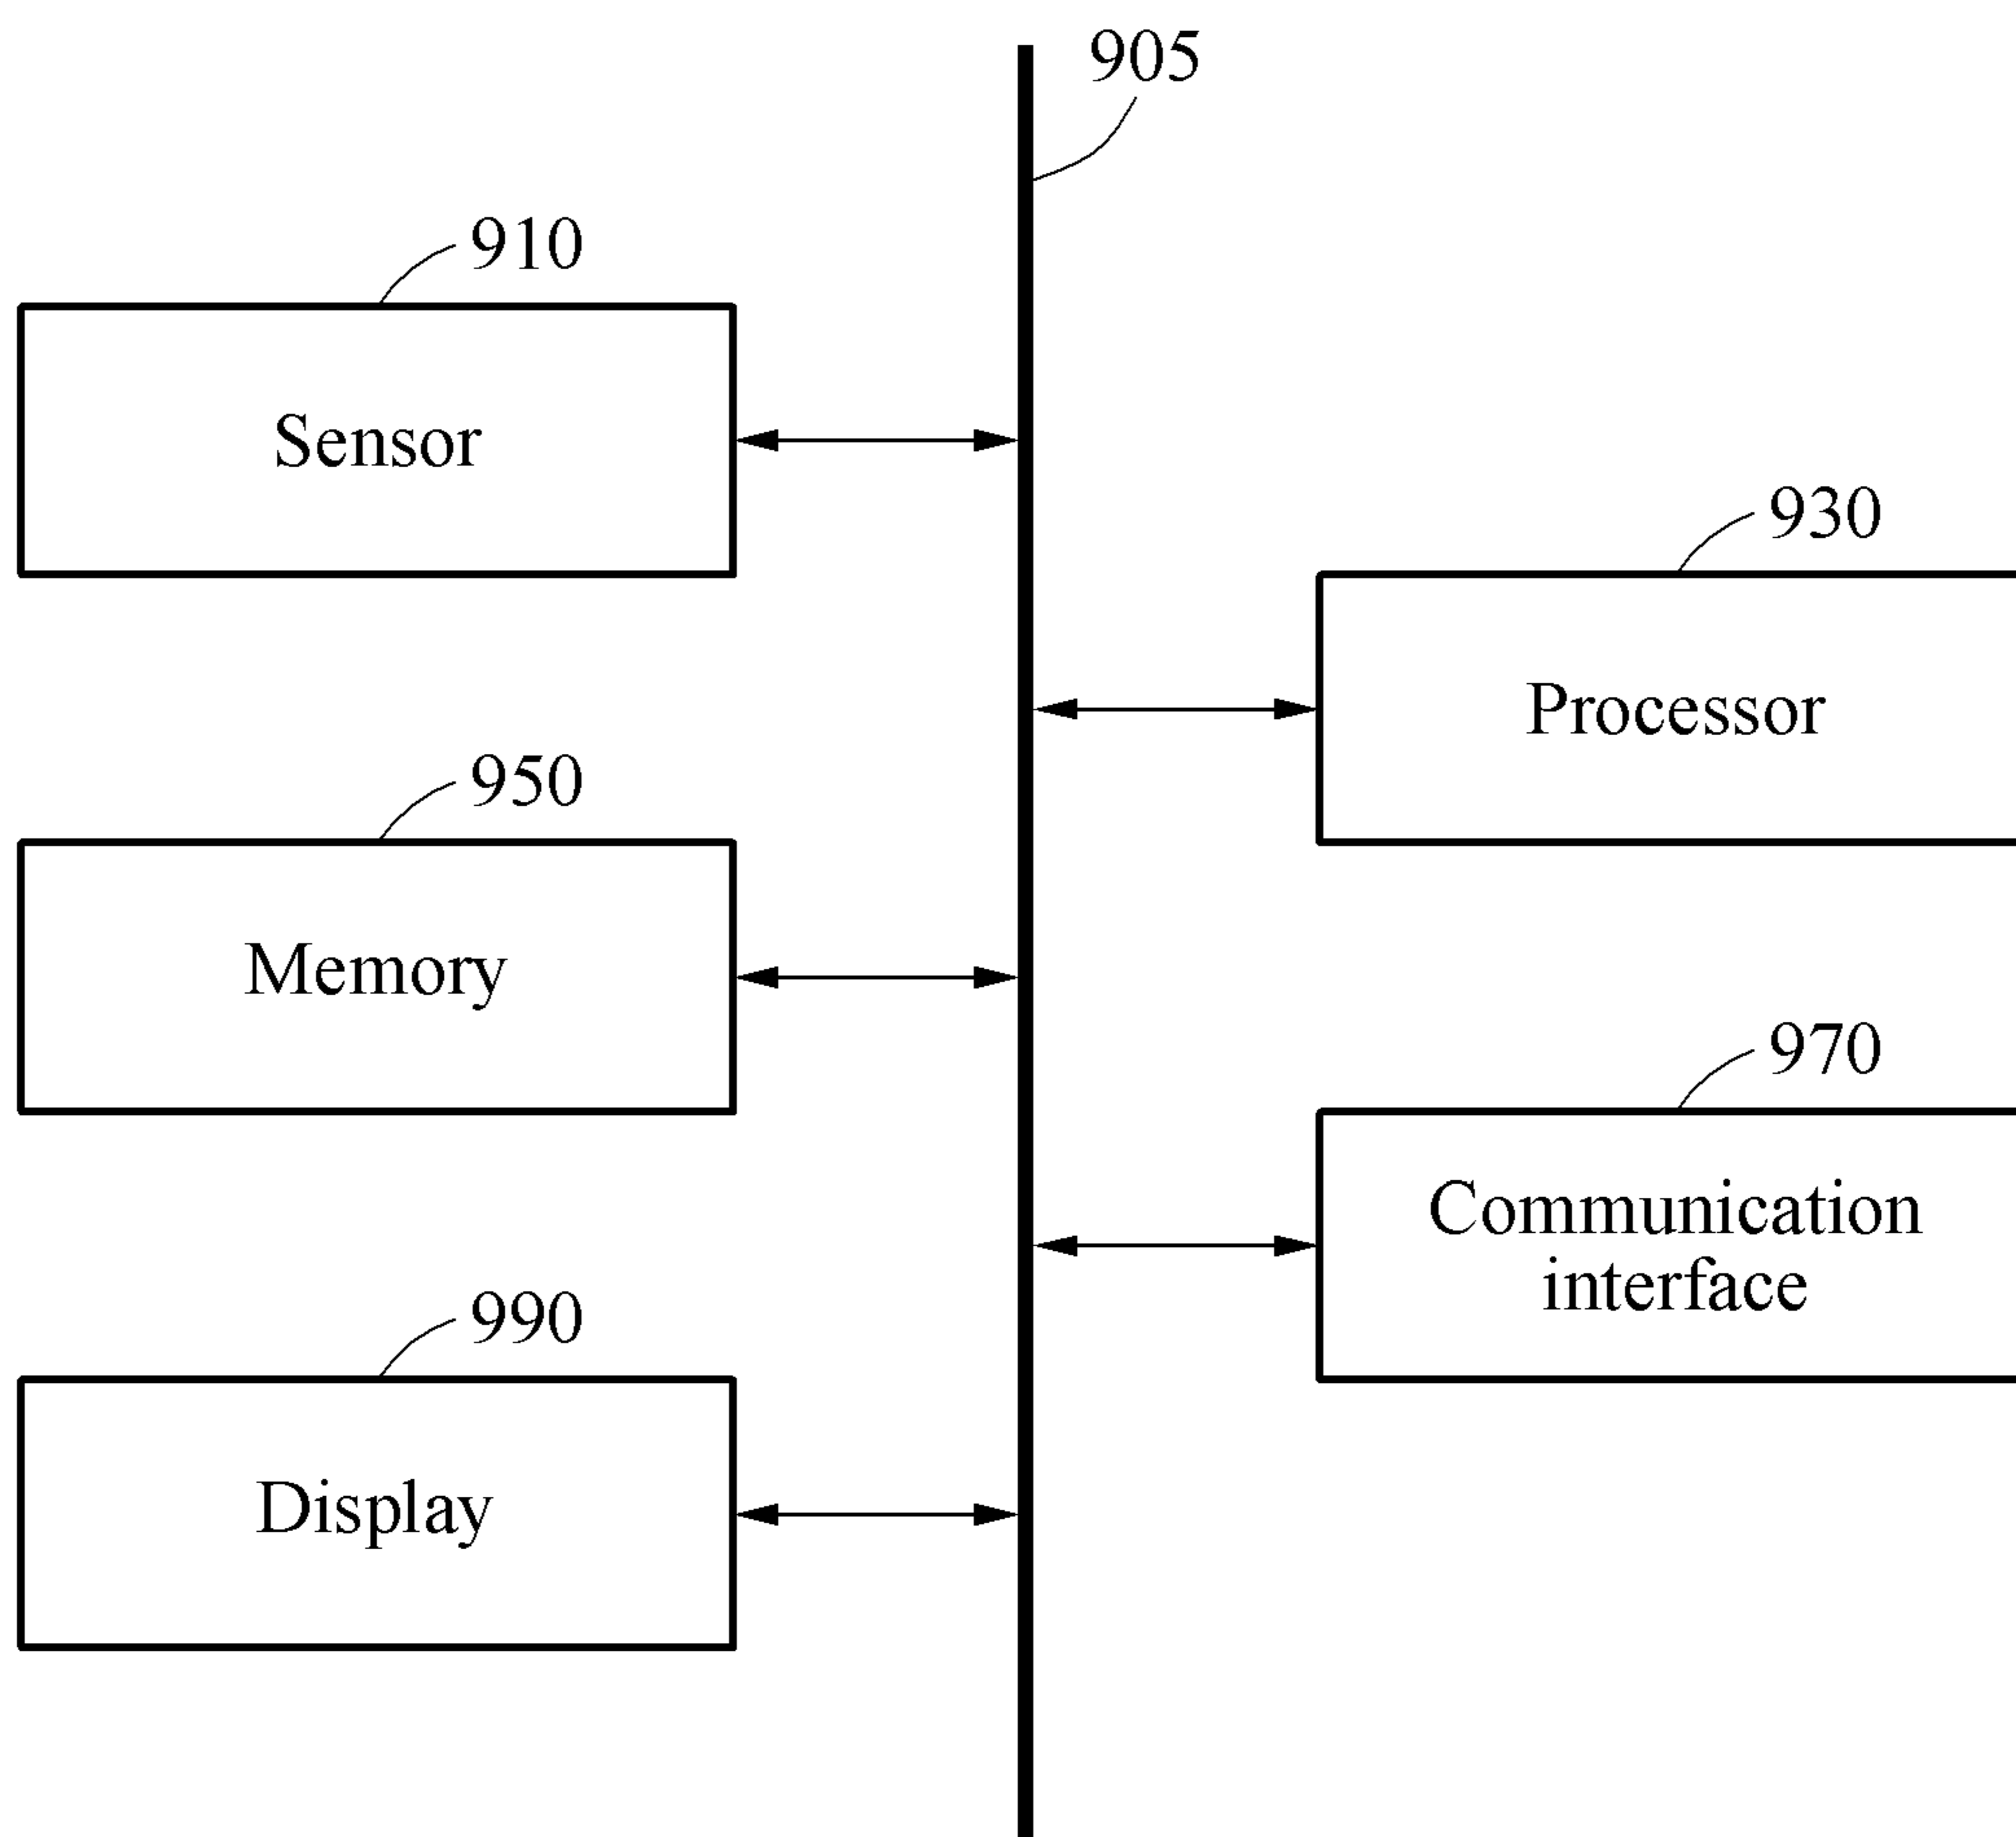 905
910
Sensor
930
Processor
950
Memory
970
Communication
interface
990
Display